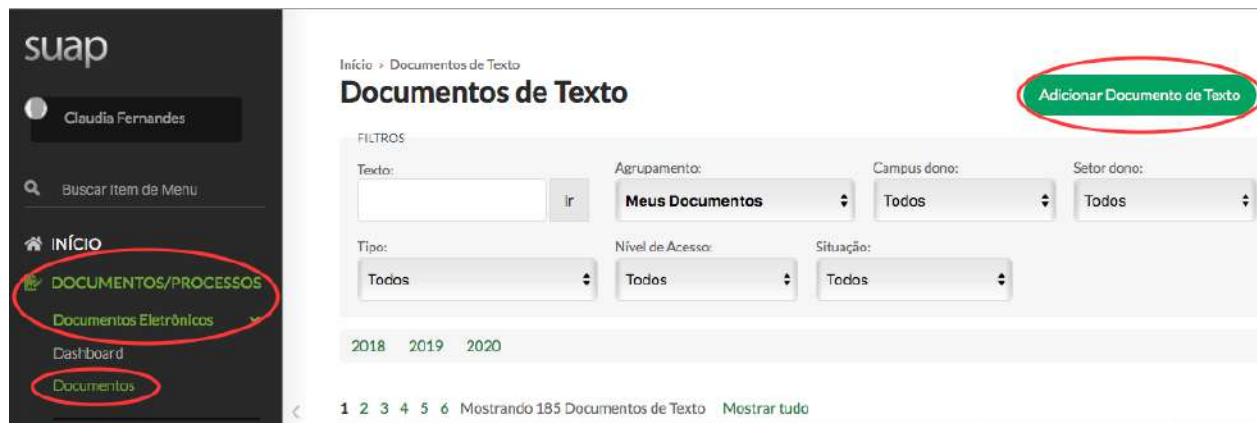 suap
Claudia Fernandes
Buscar Item de Menu
INÍCIO
DOCUMENTOS/PROCESSOS
Documentos Eletrônicos
Dashboard
Documentos
Início > Documentos de Texto
Documentos de Texto
Adicionar Documento de Texto
FILTROS
Texto: Agrupamento: Campus dono: Setor dono:
Ir Meus Documentos Todos Todos
Tipo: Nível de Acesso: Situação:
Todos Todos Todos
2018 2019 2020
1 2 3 4 5 6 Mostrando 185 Documentos de Texto Mostrar tudo